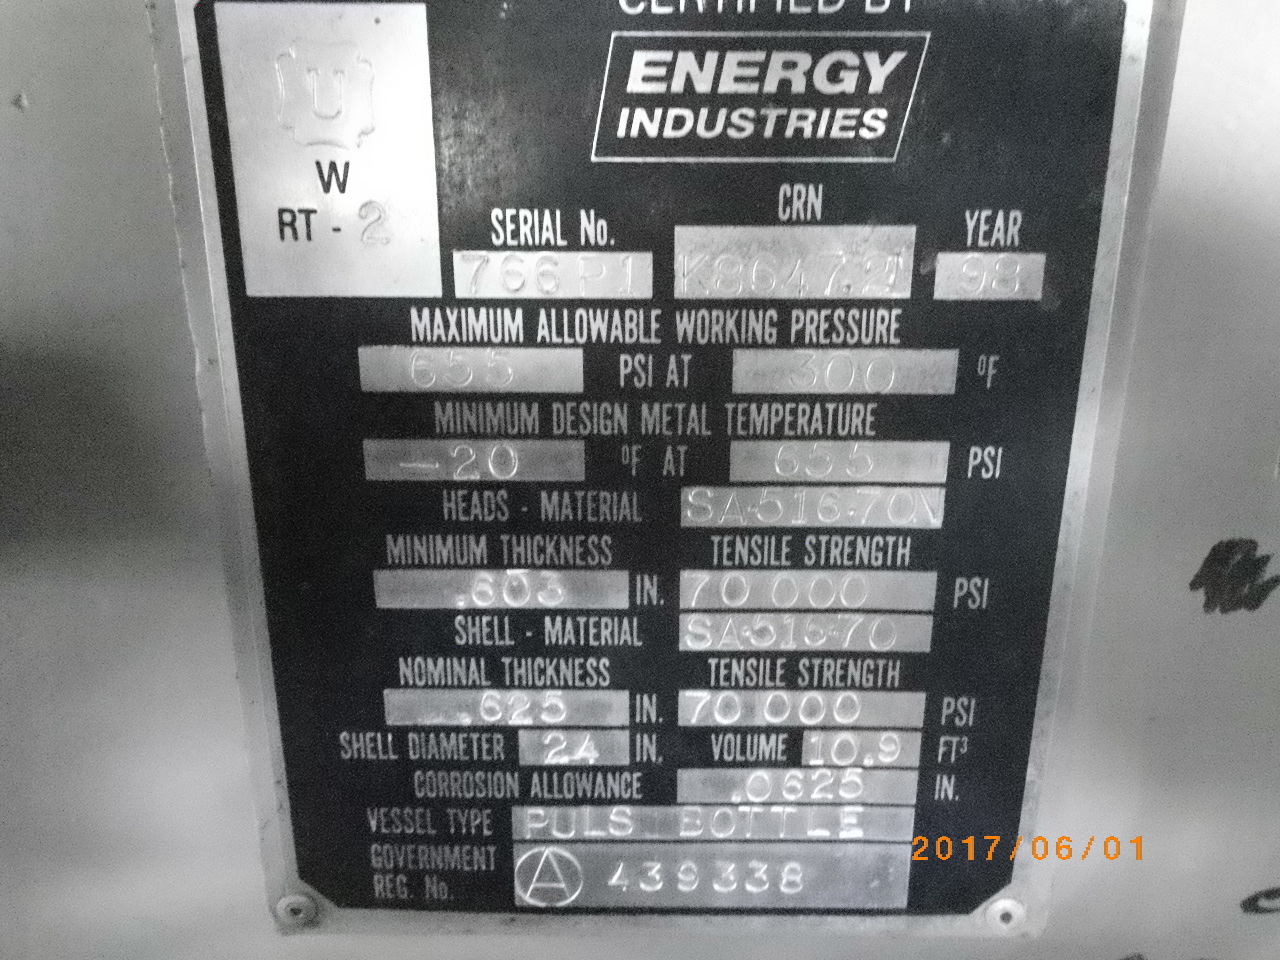 CERTIFIED BY
ENERGY
INDUSTRIES
U
W
RT - 2
SERIAL No. CRN YEAR
766P1 K8647.21 98
MAXIMUM ALLOWABLE WORKING PRESSURE
655 PSI AT 300 ºF
MINIMUM DESIGN METAL TEMPERATURE
-20 ºF AT 655 PSI
HEADS - MATERIAL SA-516-70N
MINIMUM THICKNESS TENSILE STRENGTH
.603 IN. 70 000 PSI
SHELL - MATERIAL SA-516-70
NOMINAL THICKNESS TENSILE STRENGTH
.625 IN. 70 000 PSI
SHELL DIAMETER 24 IN. VOLUME 10.9 FT³
CORROSION ALLOWANCE .0625 IN.
VESSEL TYPE PULS BOTTLE
GOVERNMENT
REG. No. A 439338
2017/06/01